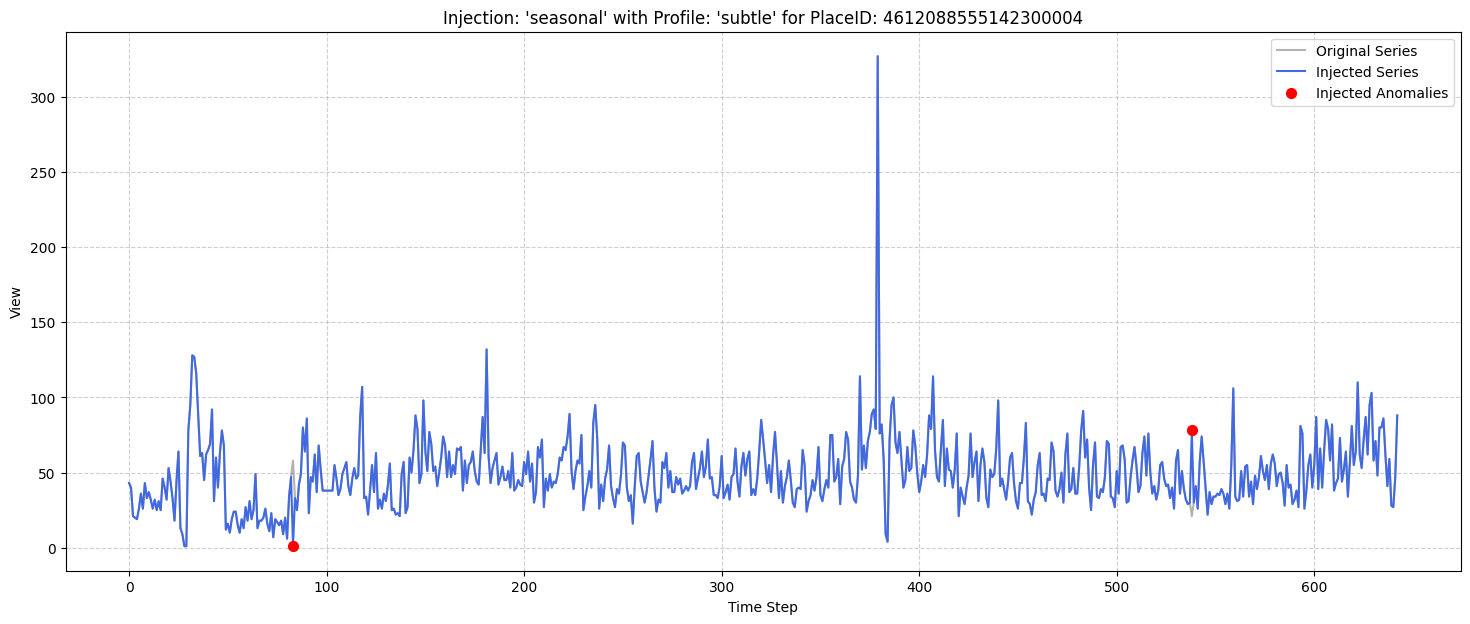 Injection: 'seasonal' with Profile: 'subtle' for PlaceID: 4612088555142300004
Original Series
Injected Series
Injected Anomalies
View
300
250
200
150
100
50
0
0 100 200 300 400 500 600
Time Step